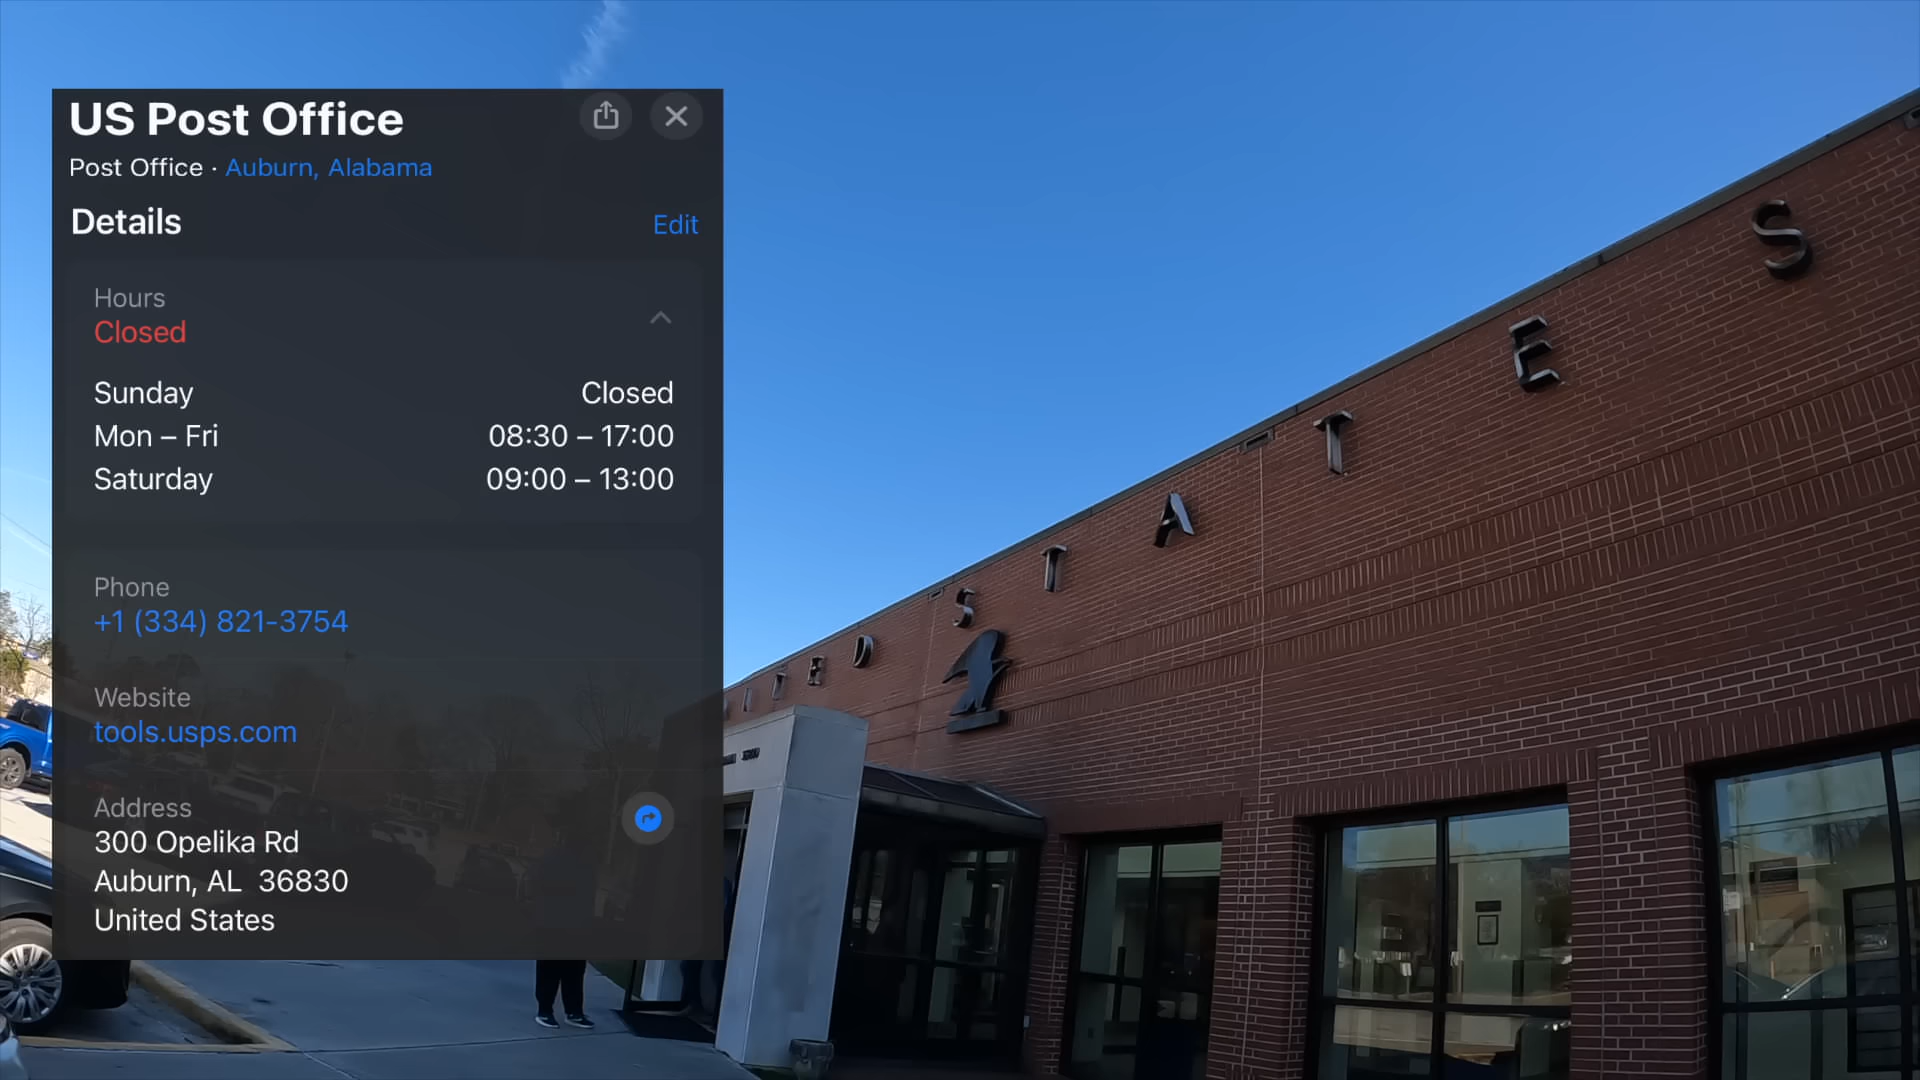 US Post Office
Post Office · Auburn, Alabama
Details
Edit
Hours
Closed
Sunday Closed
Mon – Fri 08:30 – 17:00
Saturday 09:00 – 13:00
Phone
+1 (334) 821-3754
Website
tools.usps.com
Address
300 Opelika Rd
Auburn, AL 36830
United States
ITED STATES